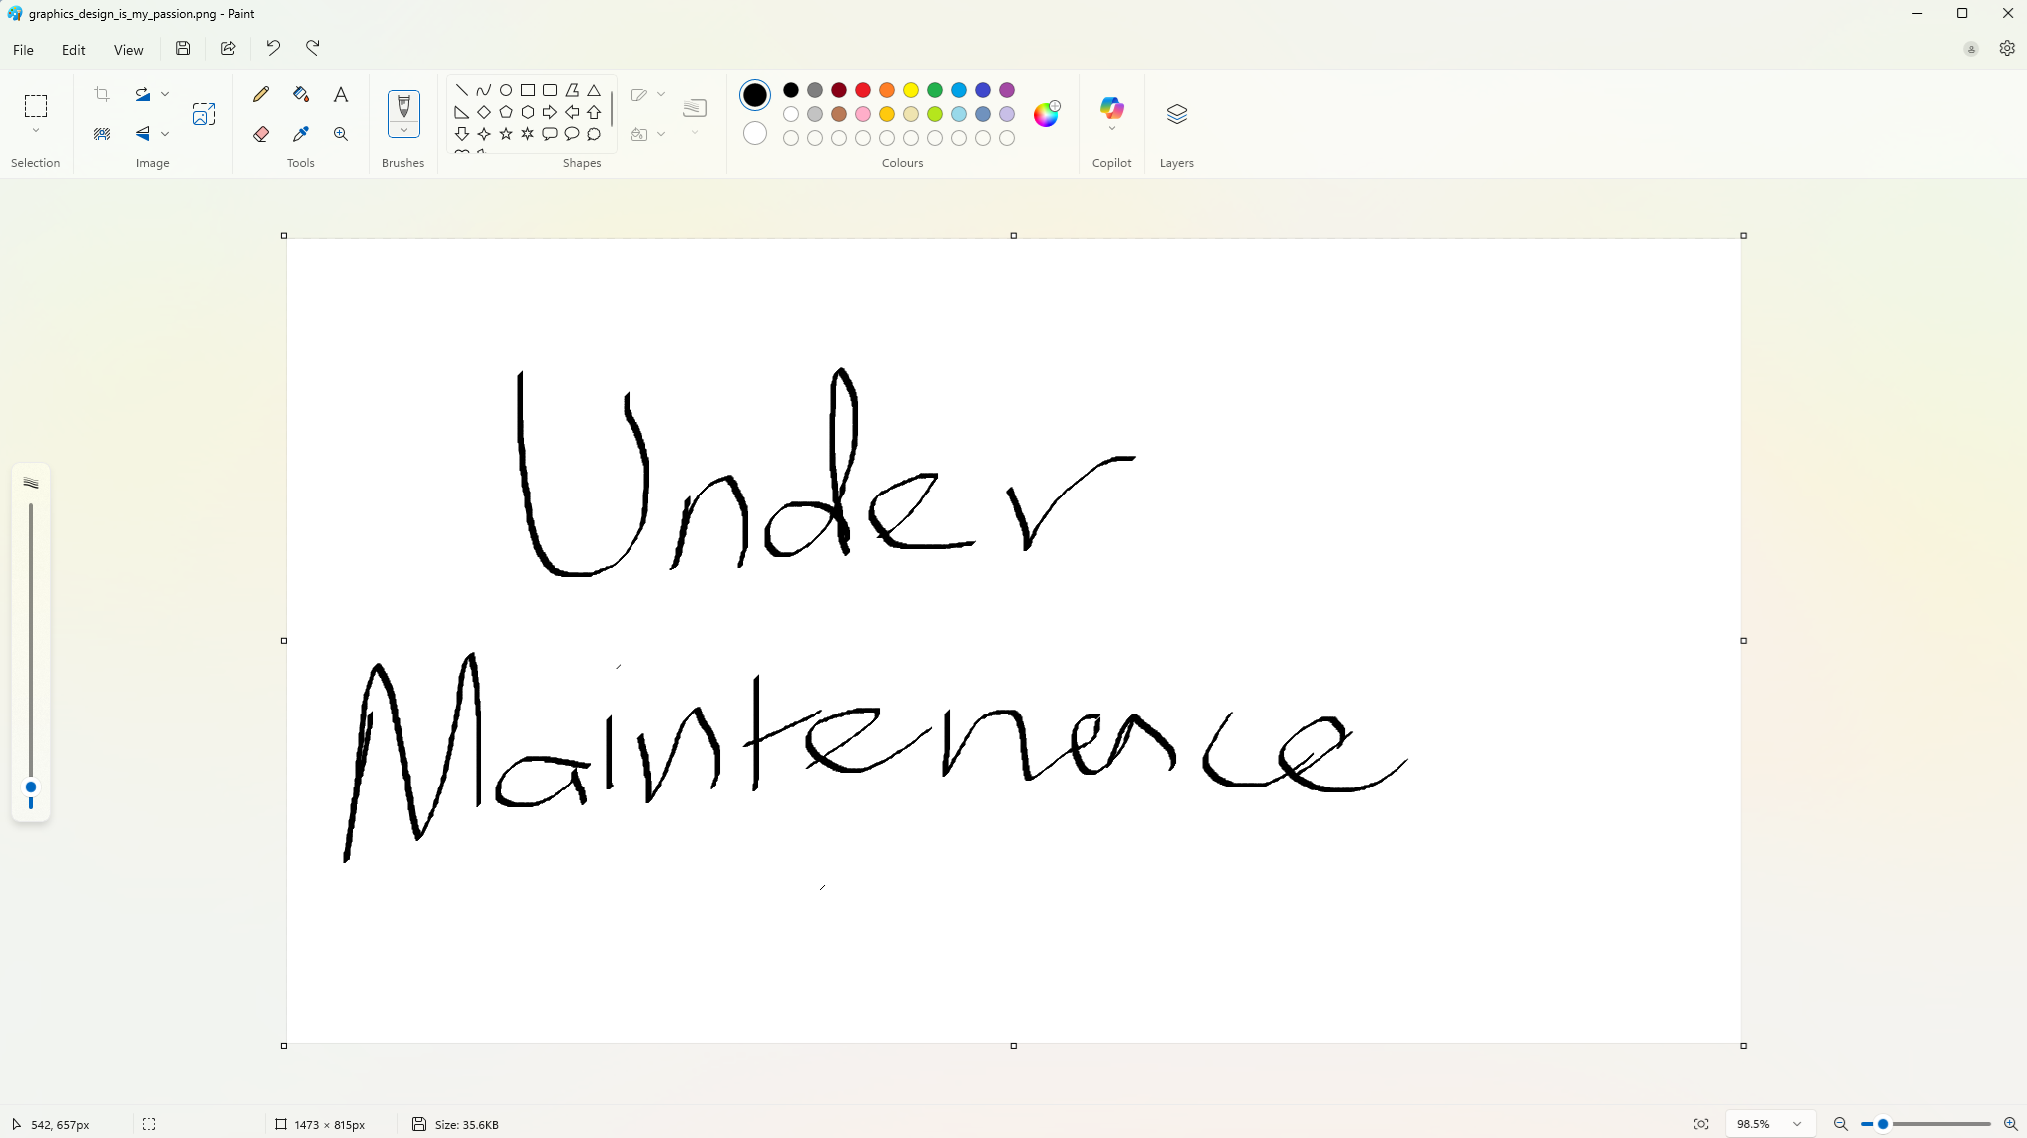 graphics_design_is_my_passion.png - Paint
File Edit View
Selection Image Tools Brushes Shapes Colours Copilot Layers
Under
Maintenance
542, 657px 1473 × 815px Size: 35.6KB 98.5%